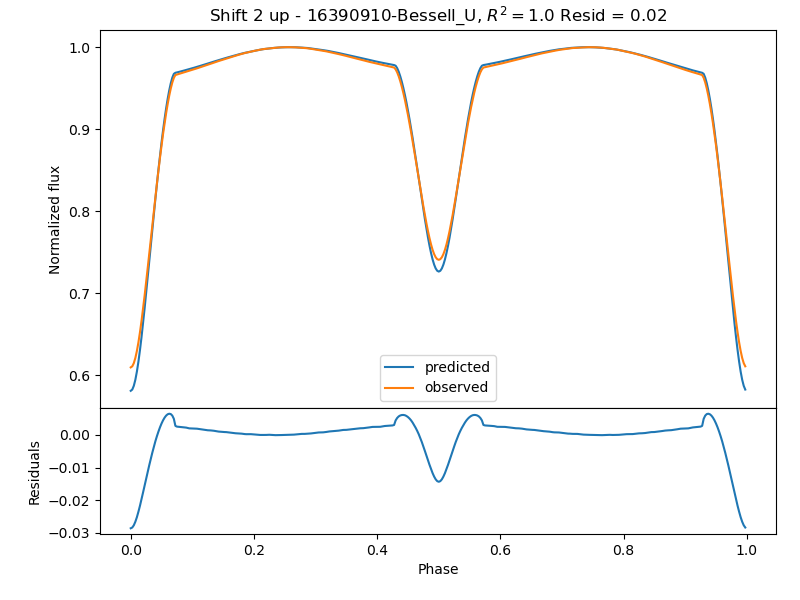 Shift 2 up - 16390910-Bessell_U, R² = 1.0 Resid = 0.02
Normalized flux
1.0
0.9
0.8
0.7
0.6
predicted
observed
Residuals
0.00
−0.01
−0.02
−0.03
0.0 0.2 0.4 0.6 0.8 1.0
Phase